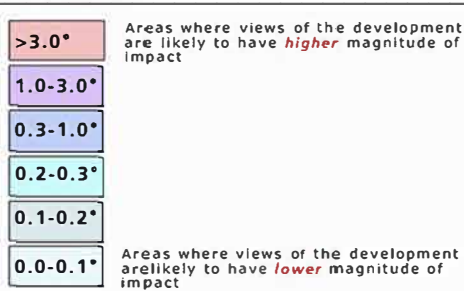 >3.0°
Areas where views of the development
are likely to have higher magnitude of
impact
1.0-3.0°
0.3-1.0°
0.2-0.3°
0.1-0.2°
0.0-0.1°
Areas where views of the development
arelikely to have lower magnitude of
impact